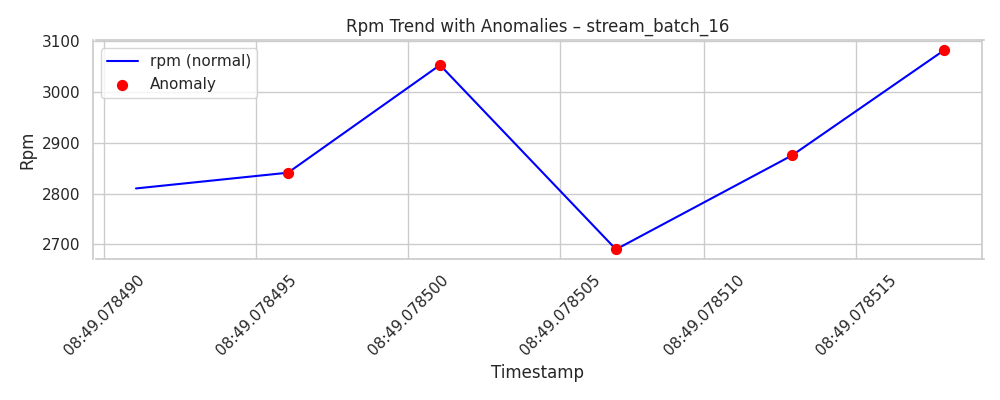 Rpm Trend with Anomalies – stream_batch_16
rpm (normal)
Anomaly
Rpm
3100
3000
2900
2800
2700
08:49.078490
08:49.078495
08:49.078500
08:49.078505
08:49.078510
08:49.078515
Timestamp